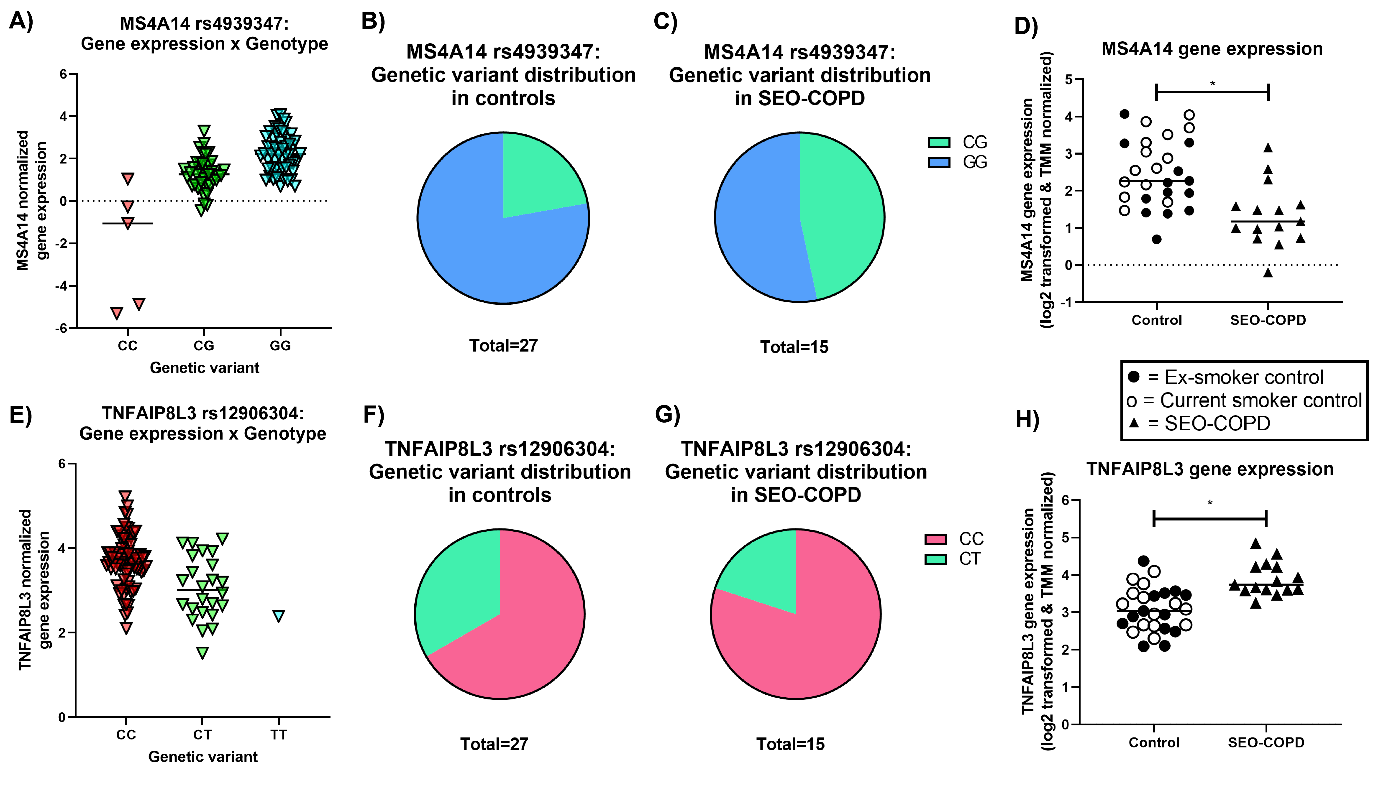 A)
MS4A14 rs4939347:
Gene expression x Genotype
MS4A14 normalized
gene expression
6
4
2
0
-2
-4
-6
CC
CG
GG
Genetic variant
B)
MS4A14 rs4939347:
Genetic variant distribution
in controls
Total=27
C)
MS4A14 rs4939347:
Genetic variant distribution
in SEO-COPD
CG
GG
Total=15
D)
MS4A14 gene expression
MS4A14 gene expression
(log2 transformed & TMM normalized)
5
4
3
2
1
0
-1
*
Control
SEO-COPD
= Ex-smoker control
= Current smoker control
= SEO-COPD
E)
TNFAIP8L3 rs12906304:
Gene expression x Genotype
TNFAIP8L3 normalized
gene expression
6
4
2
0
CC
CT
TT
Genetic variant
F)
TNFAIP8L3 rs12906304:
Genetic variant distribution
in controls
Total=27
G)
TNFAIP8L3 rs12906304:
Genetic variant distribution
in SEO-COPD
CC
CT
Total=15
H)
TNFAIP8L3 gene expression
TNFAIP8L3 gene expression
(log2 transformed & TMM normalized)
6
5
4
3
2
1
0
*
Control
SEO-COPD